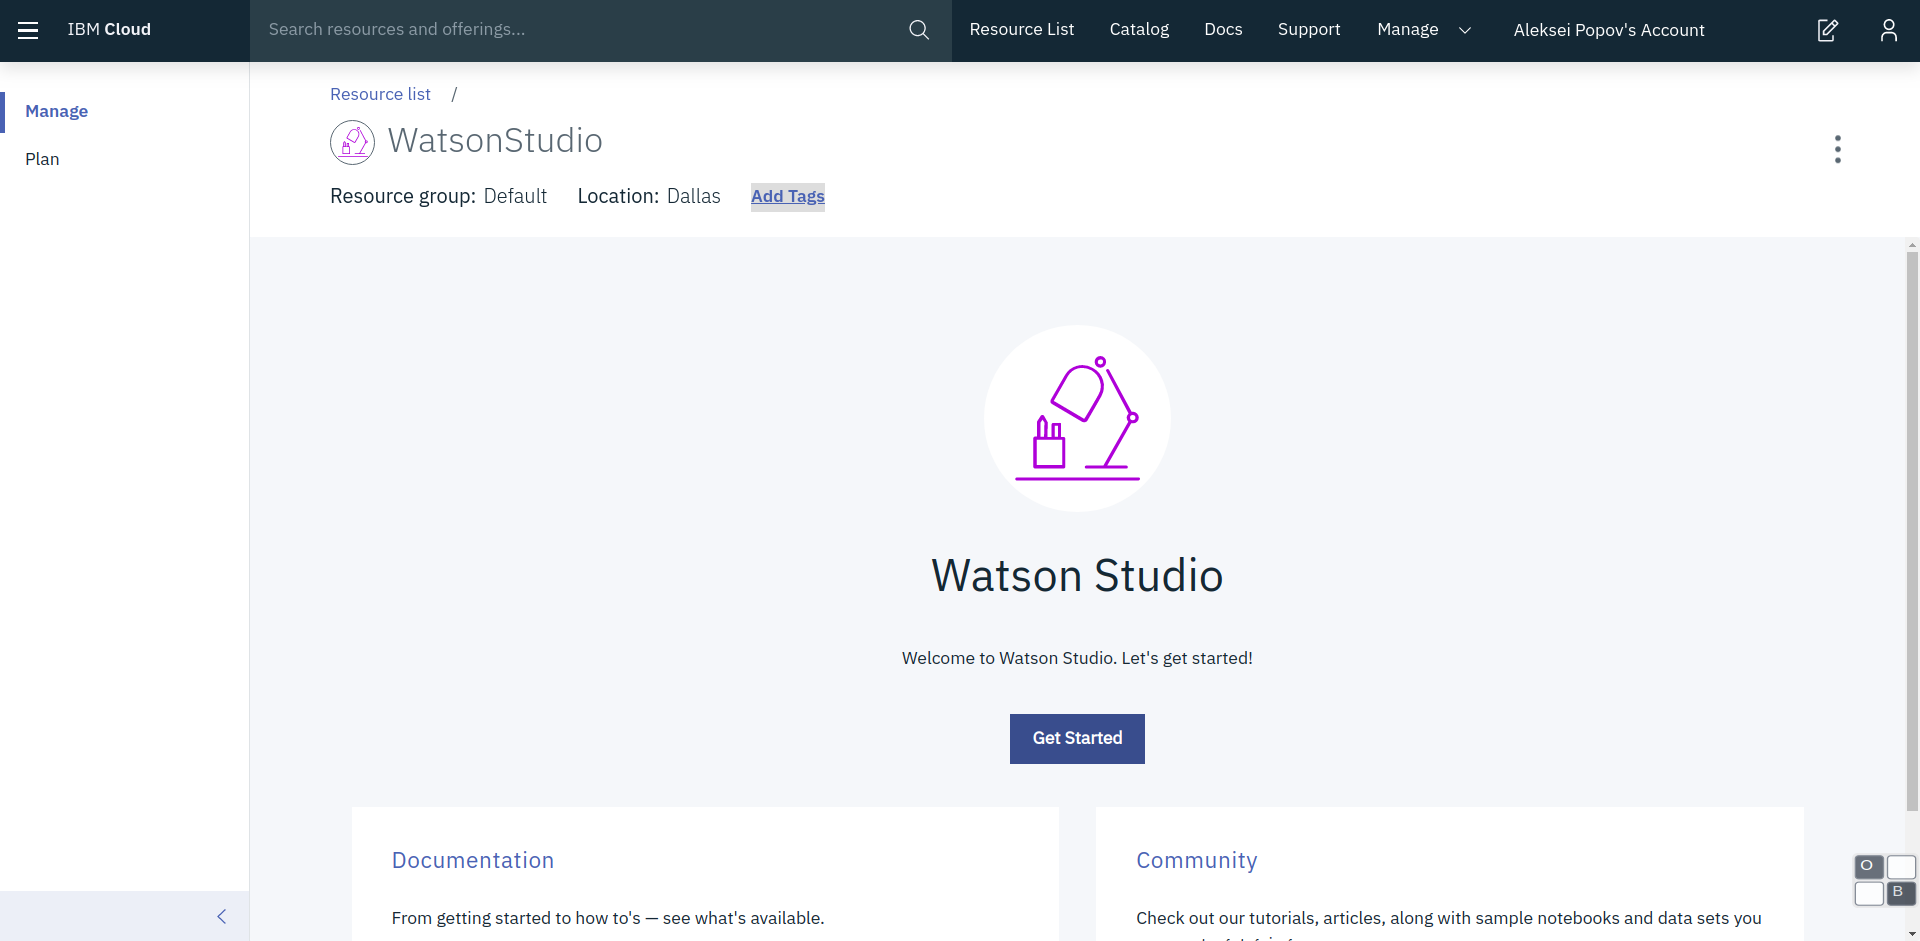 IBM Cloud
Search resources and offerings...
Resource List
Catalog
Docs
Support
Manage
Aleksei Popov's Account
Manage
Plan
Resource list /
WatsonStudio
Resource group: Default Location: Dallas Add Tags
Watson Studio
Welcome to Watson Studio. Let's get started!
Get Started
Documentation
From getting started to how to's — see what's available.
Community
Check out our tutorials, articles, along with sample notebooks and data sets you
O
B